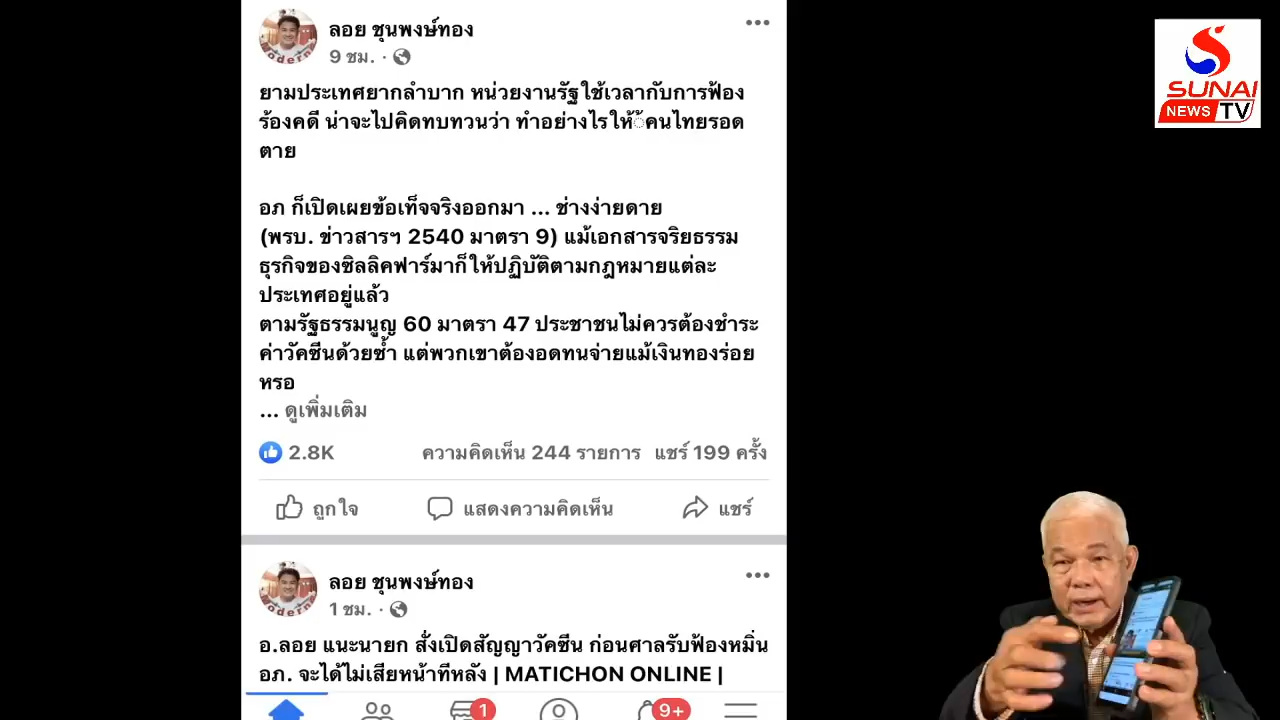 ลอย ชุนพงษ์ทอง
9 ชม.
ยามประเทศยากลำบาก หน่วยงานรัฐใช้เวลากับการฟ้อง
ร้องคดี น่าจะไปคิดทบทวนว่า ทำอย่างไรให้้คนไทยรอด
ตาย
อภ ก็เปิดเผยข้อเท็จจริงออกมา ... ช่างง่ายดาย
(พรบ. ข่าวสารฯ 2540 มาตรา 9) แม้เอกสารจริยธรรม
ธุรกิจของซิลลิคฟาร์มาก็ให้ปฏิบัติตามกฎหมายแต่ละ
ประเทศอยู่แล้ว
ตามรัฐธรรมนูญ 60 มาตรา 47 ประชาชนไม่ควรต้องชำระ
ค่าวัคซีนด้วยซ้ำ แต่พวกเขาต้องอดทนจ่ายแม้เงินทองร่อย
หรอ
... ดูเพิ่มเติม
2.8K ความคิดเห็น 244 รายการ แชร์ 199 ครั้ง
ถูกใจ แสดงความคิดเห็น แชร์
ลอย ชุนพงษ์ทอง
1 ชม.
อ.ลอย แนะนายก สั่งเปิดสัญญาวัคซีน ก่อนศาลรับฟ้องหมิ่น
อภ. จะได้ไม่เสียหน้าทีหลัง | MATICHON ONLINE |
1 9+
SUNAI
NEWS TV